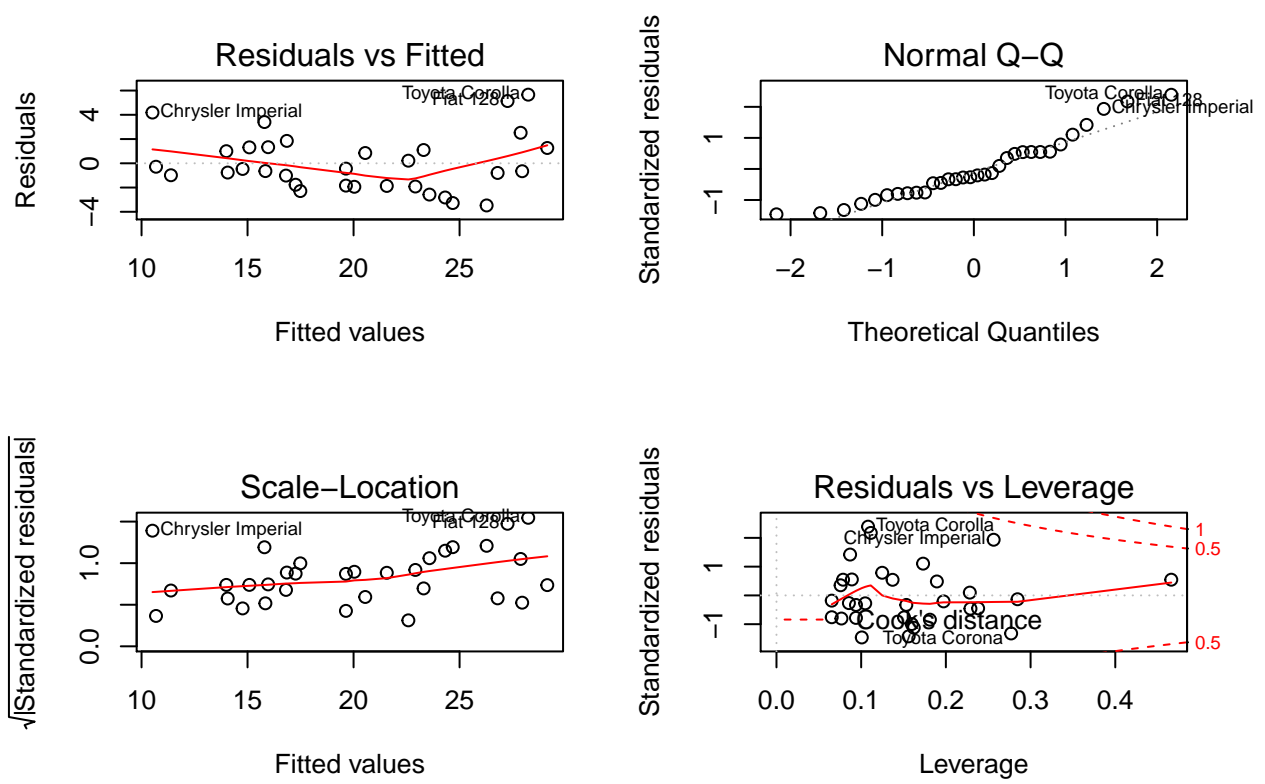 Residuals vs Fitted
Residuals
4
0
−4
Toyota Corolla
Fiat 128
Chrysler Imperial
10 15 20 25
Fitted values
Normal Q−Q
Standardized residuals
1
−1
Toyota Corolla
Fiat 128
Chrysler Imperial
−2 −1 0 1 2
Theoretical Quantiles
Scale−Location
√|Standardized residuals|
1.0
0.0
Toyota Corolla
Fiat 128
Chrysler Imperial
10 15 20 25
Fitted values
Residuals vs Leverage
Standardized residuals
1
−1
Toyota Corolla
Chrysler Imperial
Cook's distance
Toyota Corona
1
0.5
0.5
0.0 0.1 0.2 0.3 0.4
Leverage